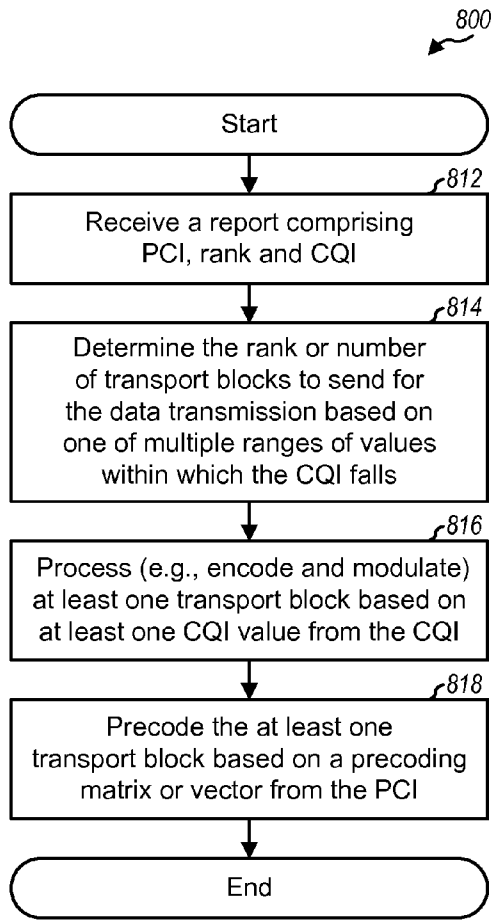 800
Start
812
Receive a report comprising
PCI, rank and CQI
814
Determine the rank or number
of transport blocks to send for
the data transmission based on
one of multiple ranges of values
within which the CQI falls
816
Process (e.g., encode and modulate)
at least one transport block based on
at least one CQI value from the CQI
818
Precode the at least one
transport block based on a precoding
matrix or vector from the PCI
End